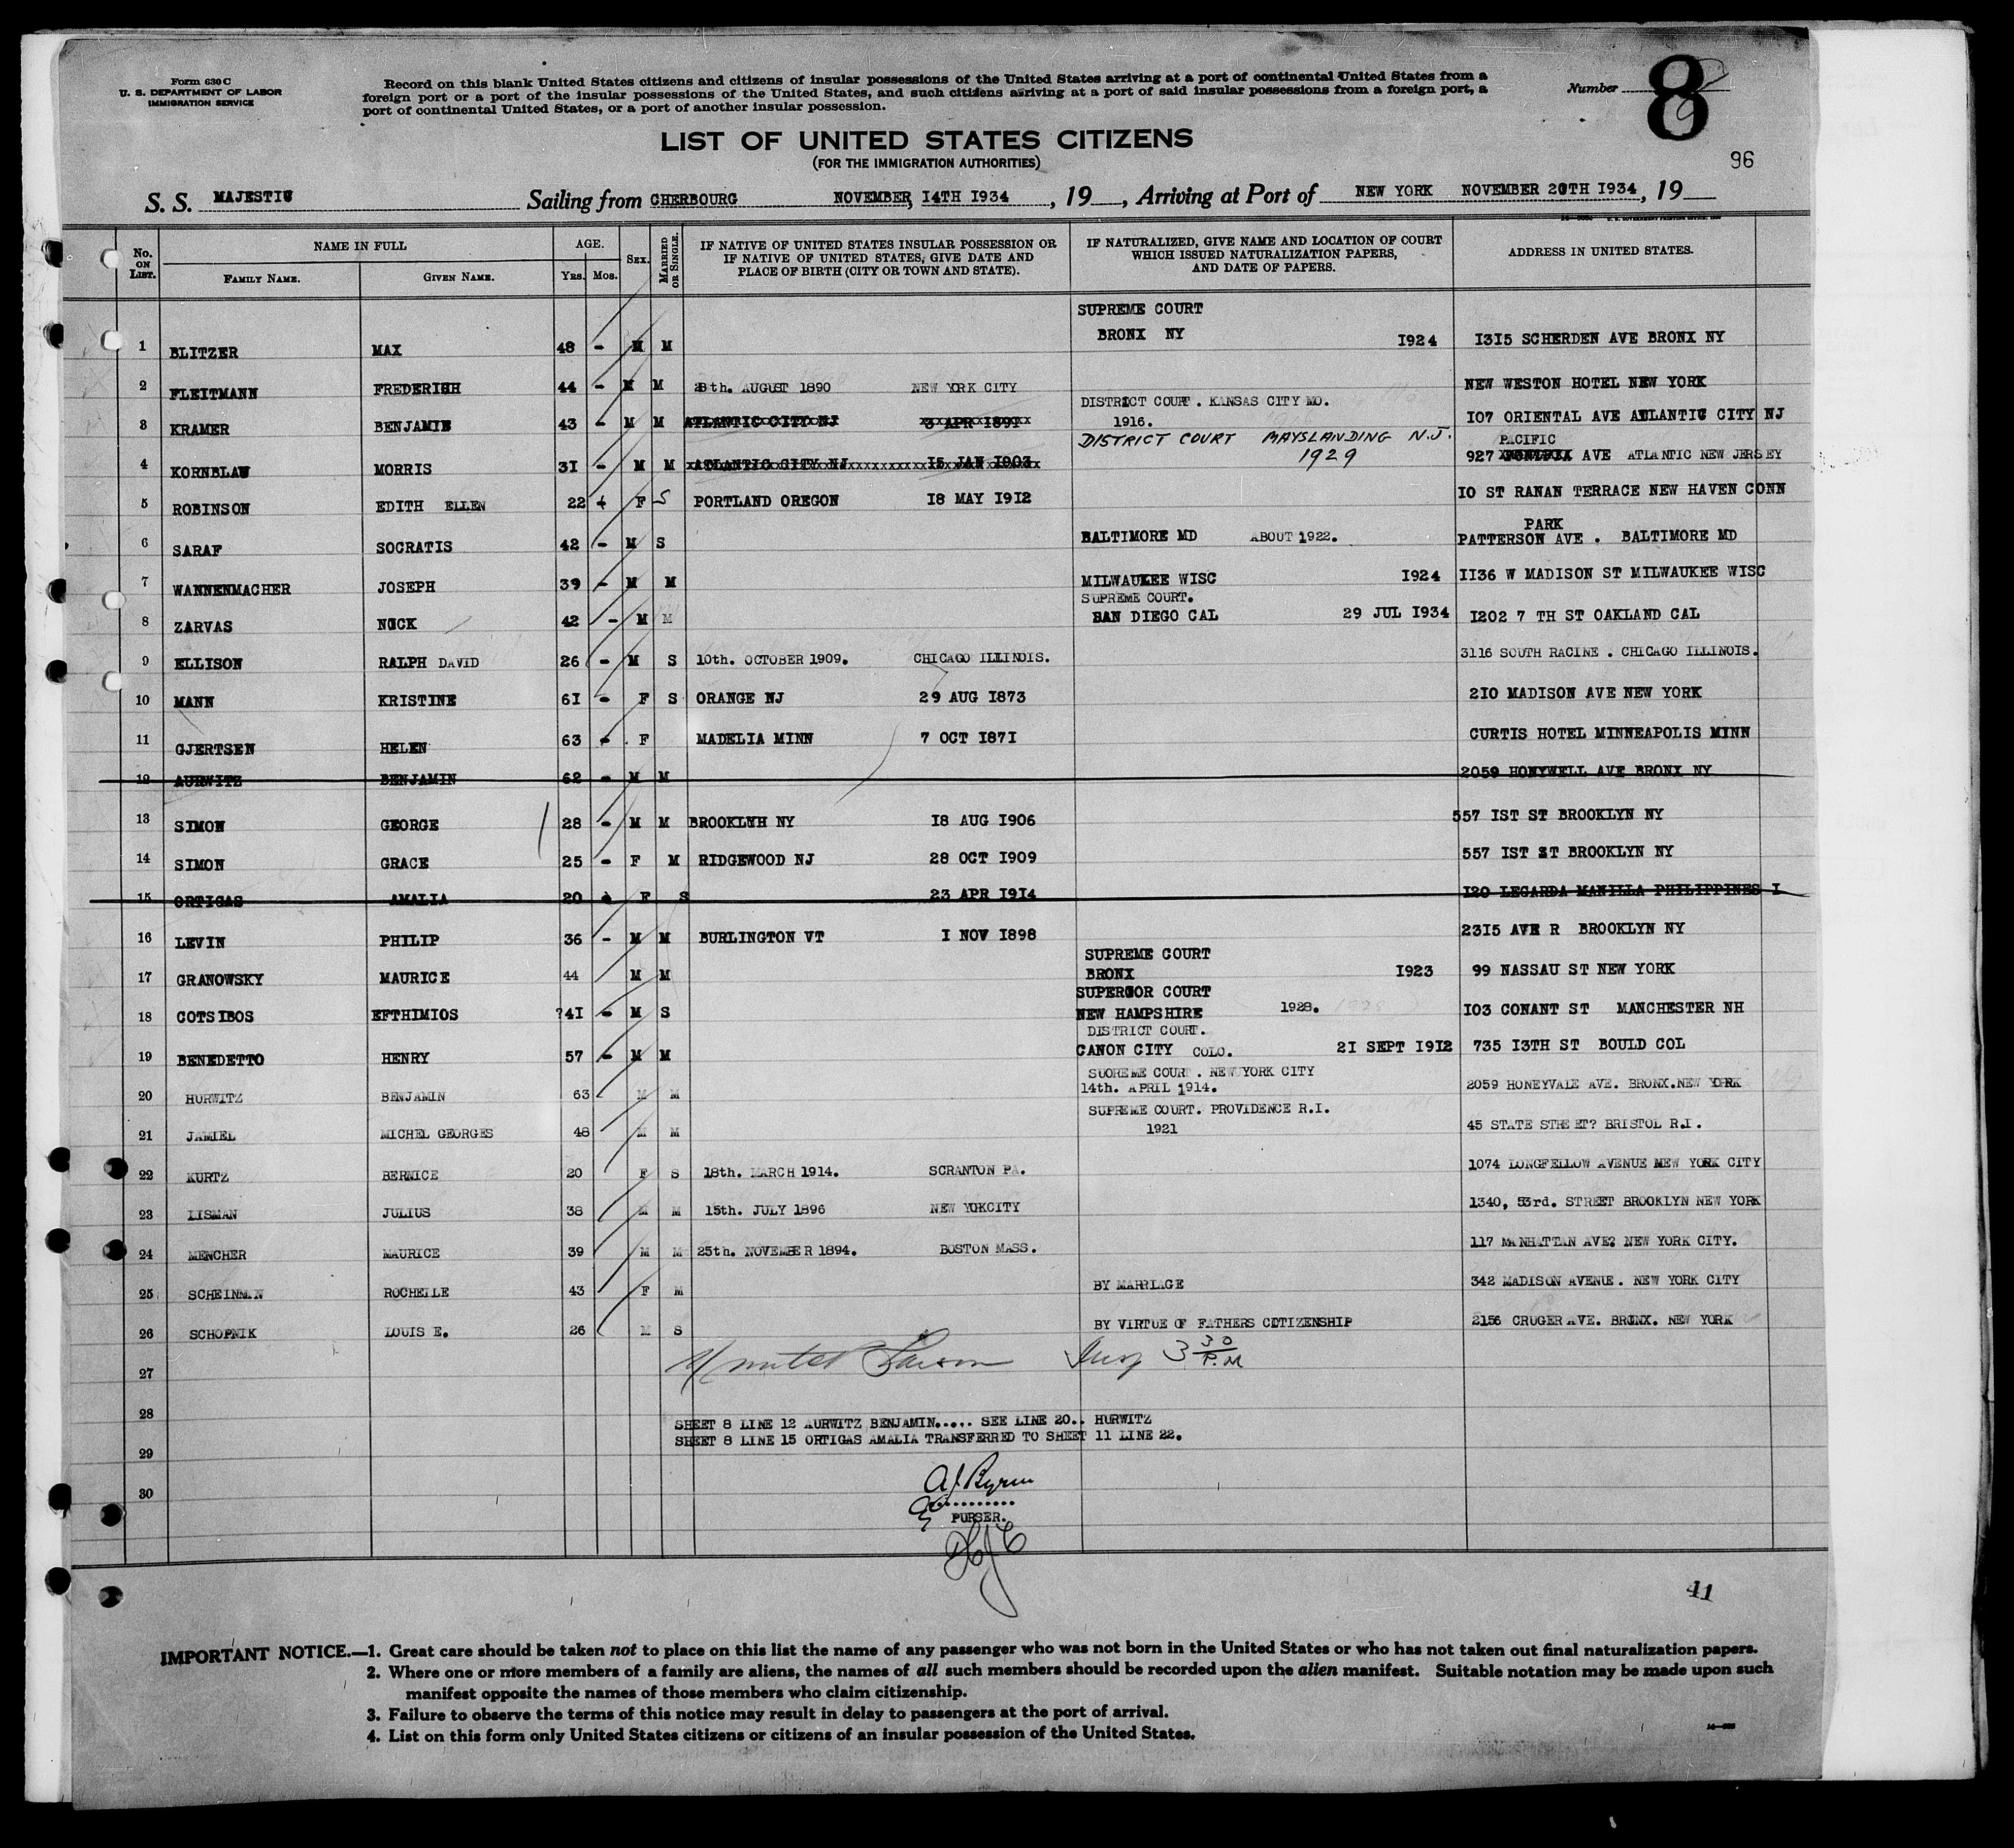 Form 630 C
U. S. DEPARTMENT OF LABOR
IMMIGRATION SERVICE
Record on this blank United States citizens and citizens of insular possessions of the United States arriving at a port of continental United States from a
foreign port or a port of the insular possessions of the United States, and such citizens arriving at a port of said insular possessions from a foreign port, a
port of continental United States, or a port of another insular possession.
Number 8
LIST OF UNITED STATES CITIZENS
(FOR THE IMMIGRATION AUTHORITIES)
96
S. S. MAJESTIC Sailing from CHERBOURG NOVEMBER, 14TH 1934, 19__, Arriving at Port of NEW YORK NOVEMBER 20TH 1934, 19__
No. ON LIST. NAME IN FULL AGE. SEX. MARRIED OR SINGLE. IF NATIVE OF UNITED STATES INSULAR POSSESSION OR IF NATIVE OF UNITED STATES, GIVE DATE AND PLACE OF BIRTH (CITY OR TOWN AND STATE). IF NATURALIZED, GIVE NAME AND LOCATION OF COURT WHICH ISSUED NATURALIZATION PAPERS, AND DATE OF PAPERS. ADDRESS IN UNITED STATES.
FAMILY NAME. GIVEN NAME. YRS. MOS.
SUPREME COURT
1 BLITZER MAX 48 - M M BRONX NY 1924 1315 SCHERDEN AVE BRONX NY
2 FLEITMANN FREDERICH 44 - M M 28th. AUGUST 1890 NEW YORK CITY NEW WESTON HOTEL NEW YORK
DISTRICT COURT. KANSAS CITY MO.
3 KRAMER BENJAMIN 43 - M M ATLANTIC CITY NJ 3 APR 1891 1916. 107 ORIENTAL AVE ATLANTIC CITY NJ
DISTRICT COURT MAYSLANDING N.J. PACIFIC
4 KORNBLAU MORRIS 31 - M M ATLANTIC CITY NJ 15 JAN 1903 1929 927 AVE ATLANTIC NEW JERSEY
5 ROBINSON EDITH ELLEN 22 - F S PORTLAND OREGON 18 MAY 1912 10 ST RANAN TERRACE NEW HAVEN CONN
PARK
6 SARAF SOCRATIS 42 - M S BALTIMORE MD ABOUT 1922. PATTERSON AVE . BALTIMORE MD
7 WANNENMACHER JOSEPH 39 - M M MILWAUKEE WISC 1924 1136 W MADISON ST MILWAUKEE WISC
SUPREME COURT.
8 ZARVAS NICK 42 - M M SAN DIEGO CAL 29 JUL 1934 1202 7 TH ST OAKLAND CAL
9 ELLISON RALPH DAVID 26 - M S 10th. OCTOBER 1909. CHICAGO ILLINOIS. 3116 SOUTH RACINE . CHICAGO ILLINOIS.
10 MANN KRISTINE 61 - F S ORANGE NJ 29 AUG 1873 210 MADISON AVE NEW YORK
11 GJERTSEN HELEN 63 - F MADELIA MINN 7 OCT 1871 CURTIS HOTEL MINNEAPOLIS MINN
12 AURWITZ BENJAMIN 62 - M M 2059 HONYWELL AVE BRONX NY
13 SIMON GEORGE 28 - M M BROOKLYH NY 18 AUG 1906 557 1ST ST BROOKLYN NY
14 SIMON GRACE 25 - F M RIDGEWOOD NJ 28 OCT 1909 557 1ST ST BROOKLYN NY
15 ORTIGAS AMALIA 20 - F S 23 APR 1914 120 LEGARDA MANILLA PHILIPPINES I
16 LEVIN PHILIP 36 - M M BURLINGTON VT 1 NOV 1898 2315 AVE R BROOKLYN NY
SUPREME COURT
17 GRANOWSKY MAURICE 44 M M BRONX 1923 99 NASSAU ST NEW YORK
SUPERIOR COURT
18 COTSIBOS EFTHIMIOS ?41 - M S NEW HAMPSHIRE 1928. 103 CONANT ST MANCHESTER NH
DISTRICT COURT.
19 BENEDETTO HENRY 57 - M M CANON CITY COLO. 21 SEPT 1912 735 13TH ST BOULD COL
SUOREME COURT . NEW YORK CITY
20 HURWITZ BENJAMIN 63 M M 14th. APRIL 1914. 2059 HONEYVALE AVE. BRONX. NEW YORK
SUPREME COURT. PROVIDENCE R.I.
21 JAMIEL MICHEL GEORGES 48 M M 1921 45 STATE STREET? BRISTOL R.I.
22 KURTZ BERNICE 20 F S 18th. MARCH 1914. SCRANTON PA. 1074 LONGFELLOW AVENUE NEW YORK CITY
23 LISMAN JULIUS 38 M M 15th. JULY 1896 NEW YOKCITY 1340, 53rd. STREET BROOKLYN NEW YORK
24 MENCHER MAURICE 39 M M 25th. NOVEMBER 1894. BOSTON MASS. 117 MANHATTAN AVE? NEW YORK CITY.
25 SCHEINMAN ROCHELLE 43 F M BY MARRIAGE 342 MADISON AVENUE. NEW YORK CITY
26 SCHOPNIK LOUIS E. 26 M S BY VIRTUE OF FATHERS CITIZENSHIP 2156 CRUGER AVE. BRONX. NEW YORK
27 Insp 3 30 P.M
28 SHEET 8 LINE 12 AURWITZ BENJAMIN..... SEE LINE 20.. HURWITZ
SHEET 8 LINE 15 ORTIGAS AMALIA TRANSFERRED TO SHEET 11 LINE 22.
29
30
PURSER.
41
IMPORTANT NOTICE.—1. Great care should be taken not to place on this list the name of any passenger who was not born in the United States or who has not taken out final naturalization papers.
2. Where one or more members of a family are aliens, the names of all such members should be recorded upon the alien manifest. Suitable notation may be made upon such
manifest opposite the names of those members who claim citizenship.
3. Failure to observe the terms of this notice may result in delay to passengers at the port of arrival.
4. List on this form only United States citizens or citizens of an insular possession of the United States.